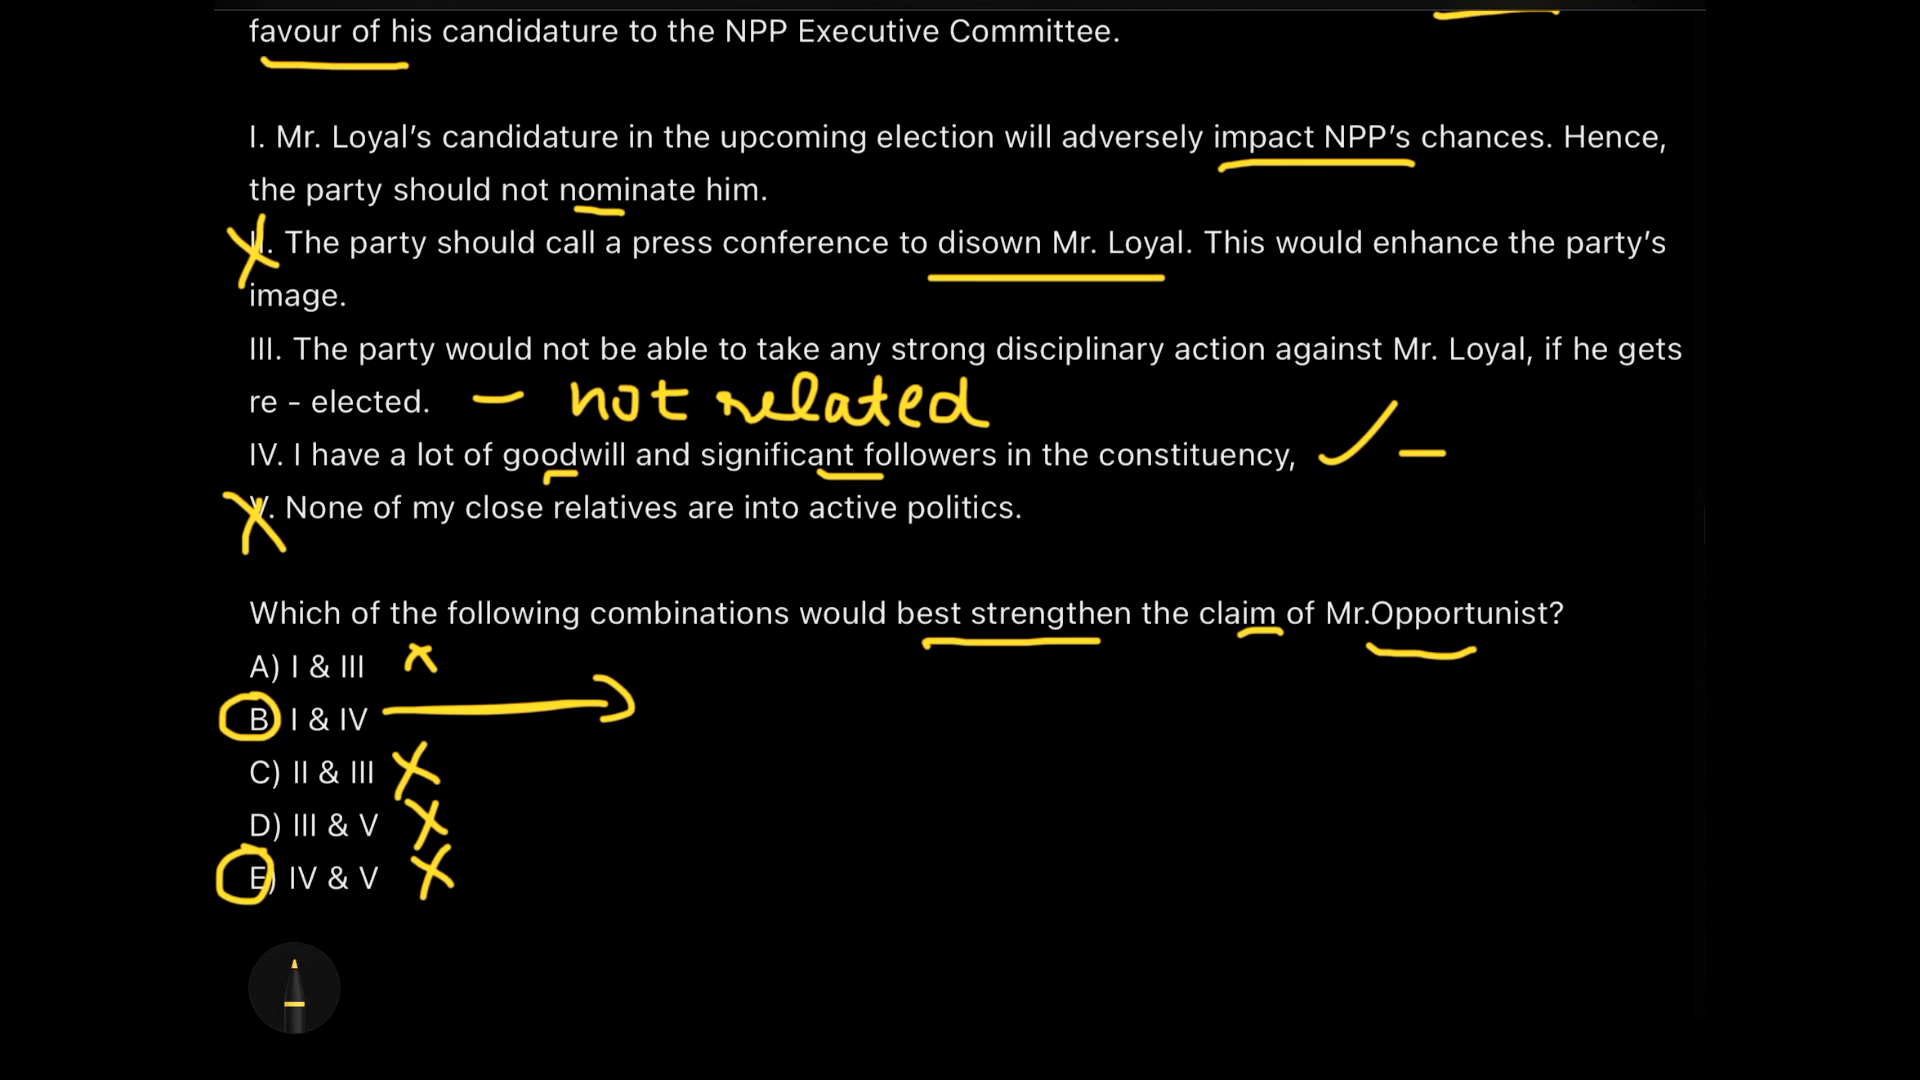 favour of his candidature to the NPP Executive Committee.
I. Mr. Loyal’s candidature in the upcoming election will adversely impact NPP’s chances. Hence,
the party should not nominate him.
II. The party should call a press conference to disown Mr. Loyal. This would enhance the party’s
image.
III. The party would not be able to take any strong disciplinary action against Mr. Loyal, if he gets
re - elected. - not related
IV. I have a lot of goodwill and significant followers in the constituency,
V. None of my close relatives are into active politics.
Which of the following combinations would best strengthen the claim of Mr.Opportunist?
A) I & III
B) I & IV
C) II & III
D) III & V
E) IV & V